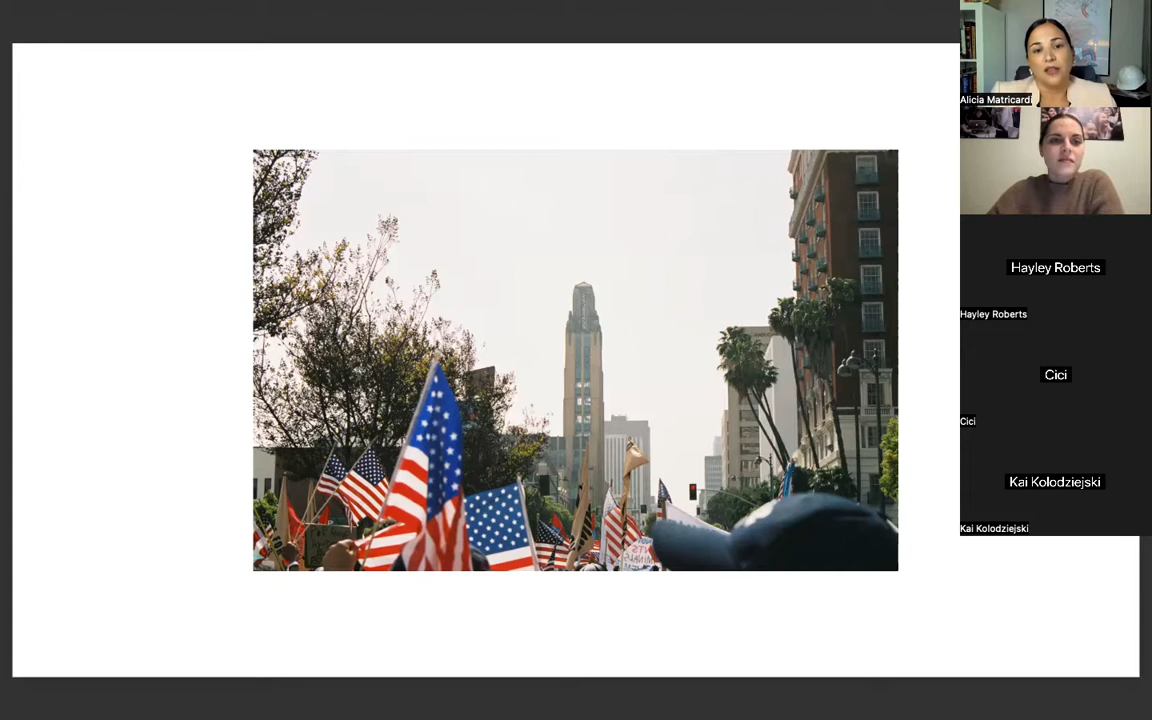 Alicia Matricardi
Hayley Roberts
Hayley Roberts
Cici
Cici
Kai Kolodziejski
Kai Kolodziejski